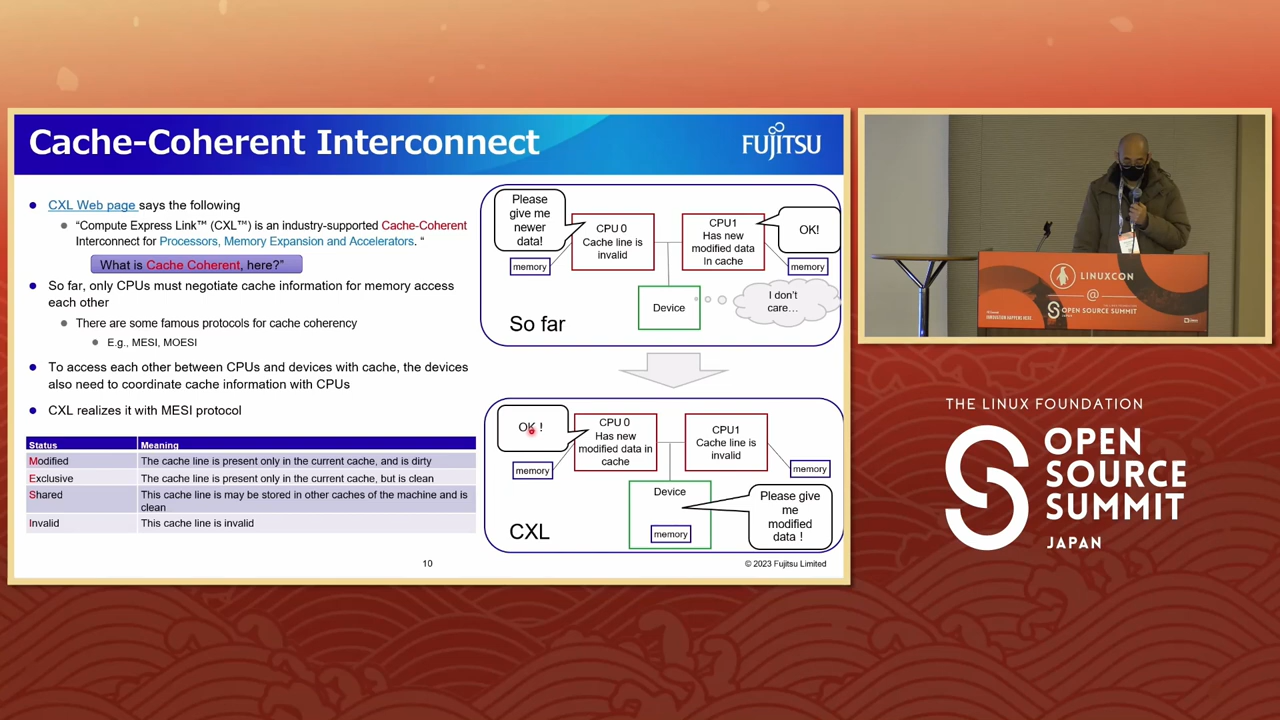 Cache-Coherent Interconnect
FUJITSU
CXL Web page says the following
“Compute Express Link™ (CXL™) is an industry-supported Cache-Coherent
Interconnect for Processors, Memory Expansion and Accelerators. “
What is Cache Coherent, here?”
So far, only CPUs must negotiate cache information for memory access
each other
There are some famous protocols for cache coherency
E.g., MESI, MOESI
To access each other between CPUs and devices with cache, the devices
also need to coordinate cache information with CPUs
CXL realizes it with MESI protocol
Status Meaning
Modified The cache line is present only in the current cache, and is dirty
Exclusive The cache line is present only in the current cache, but is clean
Shared This cache line is may be stored in other caches of the machine and is
clean
Invalid This cache line is invalid
Please
give me
newer
data!
CPU 0
Cache line is
invalid
CPU1
Has new
modified data
In cache
OK!
memory
memory
Device
I don’t
care…
So far
OK !
CPU 0
Has new
modified data in
cache
CPU1
Cache line is
invalid
memory
memory
Device
memory
Please give
me
modified
data !
CXL
10
© 2023 Fujitsu Limited
LINUXCON
@
OPEN SOURCE SUMMIT
THE LINUX FOUNDATION
OPEN
SOURCE
SUMMIT
JAPAN